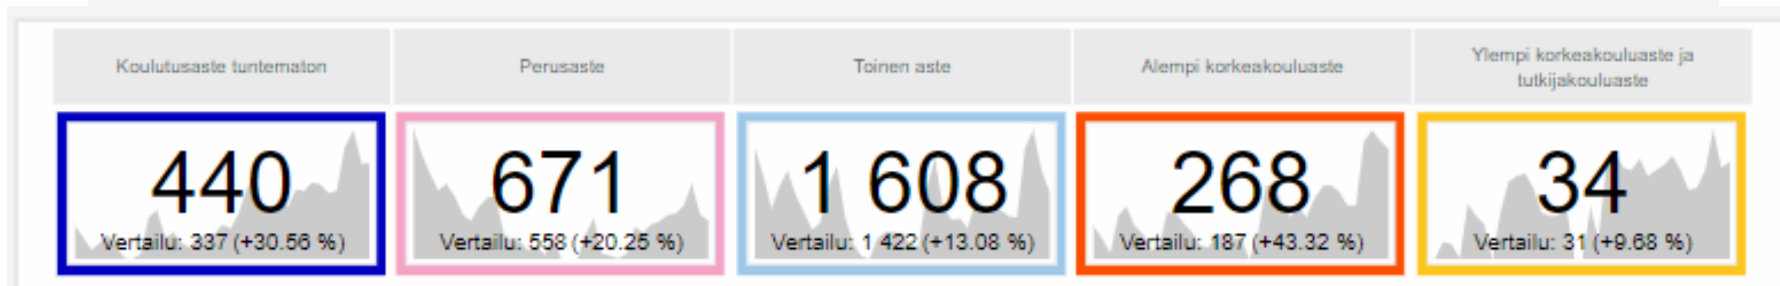 Koulutusaste tuntematon
Perusaste
Toinen aste
Alempi korkeakouluaste
Ylempi korkeakouluaste ja
tutkijakouluaste
440
Vertailu: 337 (+30.56 %)
671
Vertailu: 558 (+20.25 %)
1 608
Vertailu: 1 422 (+13.08 %)
268
Vertailu: 187 (+43.32 %)
34
Vertailu: 31 (+9.68 %)